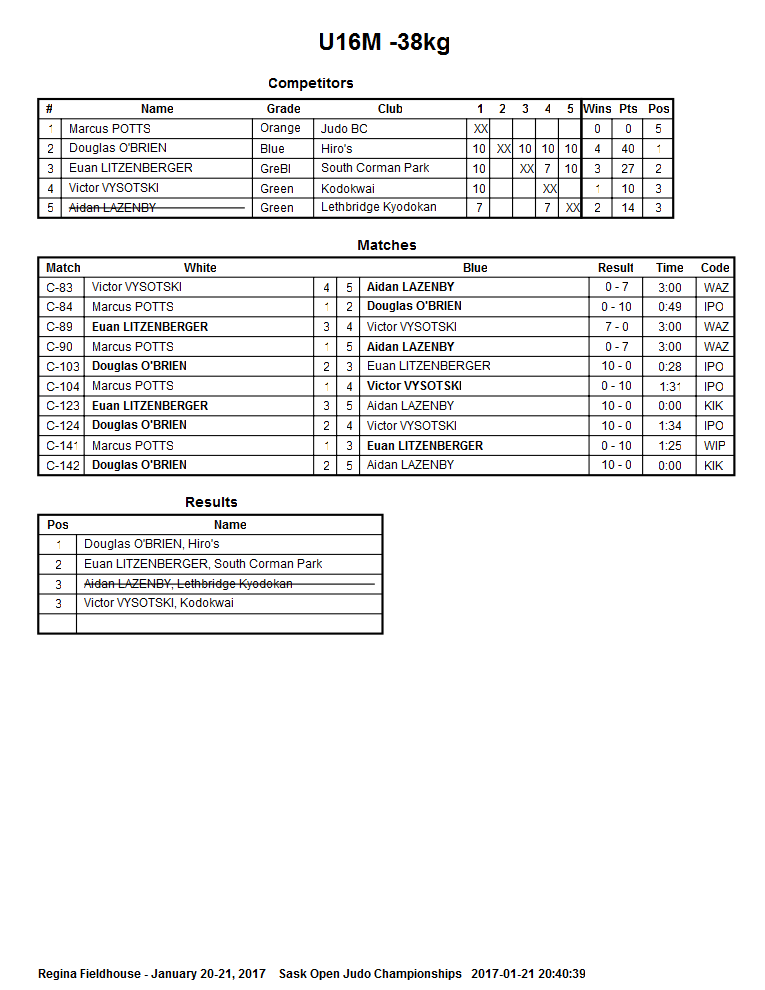 U16M -38kg
Competitors
# Name Grade Club 1 2 3 4 5 Wins Pts Pos
1 Marcus POTTS Orange Judo BC XX 0 0 5
2 Douglas O'BRIEN Blue Hiro's 10 XX 10 10 10 4 40 1
3 Euan LITZENBERGER GreBl South Corman Park 10 XX 7 10 3 27 2
4 Victor VYSOTSKI Green Kodokwai 10 XX 1 10 3
5 Aidan LAZENBY Green Lethbridge Kyodokan 7 7 XX 2 14 3
Matches
Match White Blue Result Time Code
C-83 Victor VYSOTSKI 4 5 Aidan LAZENBY 0 - 7 3:00 WAZ
C-84 Marcus POTTS 1 2 Douglas O'BRIEN 0 - 10 0:49 IPO
C-89 Euan LITZENBERGER 3 4 Victor VYSOTSKI 7 - 0 3:00 WAZ
C-90 Marcus POTTS 1 5 Aidan LAZENBY 0 - 7 3:00 WAZ
C-103 Douglas O'BRIEN 2 3 Euan LITZENBERGER 10 - 0 0:28 IPO
C-104 Marcus POTTS 1 4 Victor VYSOTSKI 0 - 10 1:31 IPO
C-123 Euan LITZENBERGER 3 5 Aidan LAZENBY 10 - 0 0:00 KIK
C-124 Douglas O'BRIEN 2 4 Victor VYSOTSKI 10 - 0 1:34 IPO
C-141 Marcus POTTS 1 3 Euan LITZENBERGER 0 - 10 1:25 WIP
C-142 Douglas O'BRIEN 2 5 Aidan LAZENBY 10 - 0 0:00 KIK
Results
Pos Name
1 Douglas O'BRIEN, Hiro's
2 Euan LITZENBERGER, South Corman Park
3 Aidan LAZENBY, Lethbridge Kyodokan
3 Victor VYSOTSKI, Kodokwai
Regina Fieldhouse - January 20-21, 2017 Sask Open Judo Championships 2017-01-21 20:40:39